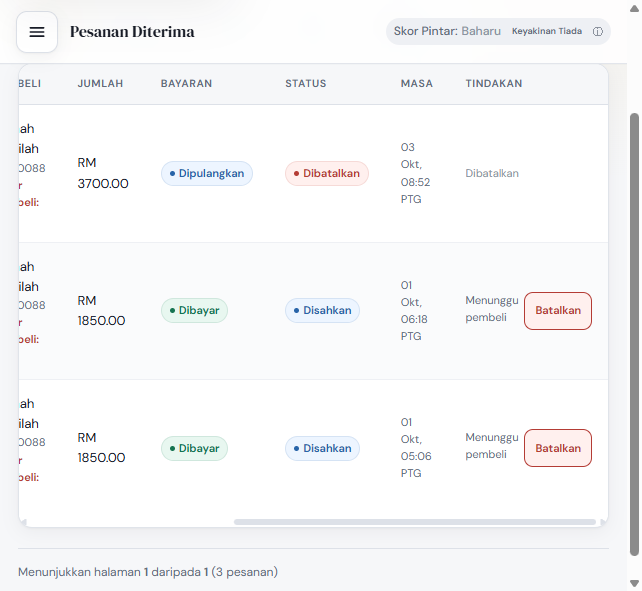 Pesanan Diterima
Skor Pintar: Baharu Keyakinan Tiada
BELI JUMLAH BAYARAN STATUS MASA TINDAKAN
ah
ilah
0088
r
beli:
RM
3700.00
Dipulangkan
Dibatalkan
03
Okt,
08:52
PTG
Dibatalkan
ah
ilah
0088
r
beli:
RM
1850.00
Dibayar
Disahkan
01
Okt,
06:18
PTG
Menunggu
pembeli
Batalkan
ah
ilah
0088
r
beli:
RM
1850.00
Dibayar
Disahkan
01
Okt,
05:06
PTG
Menunggu
pembeli
Batalkan
Menunjukkan halaman 1 daripada 1 (3 pesanan)